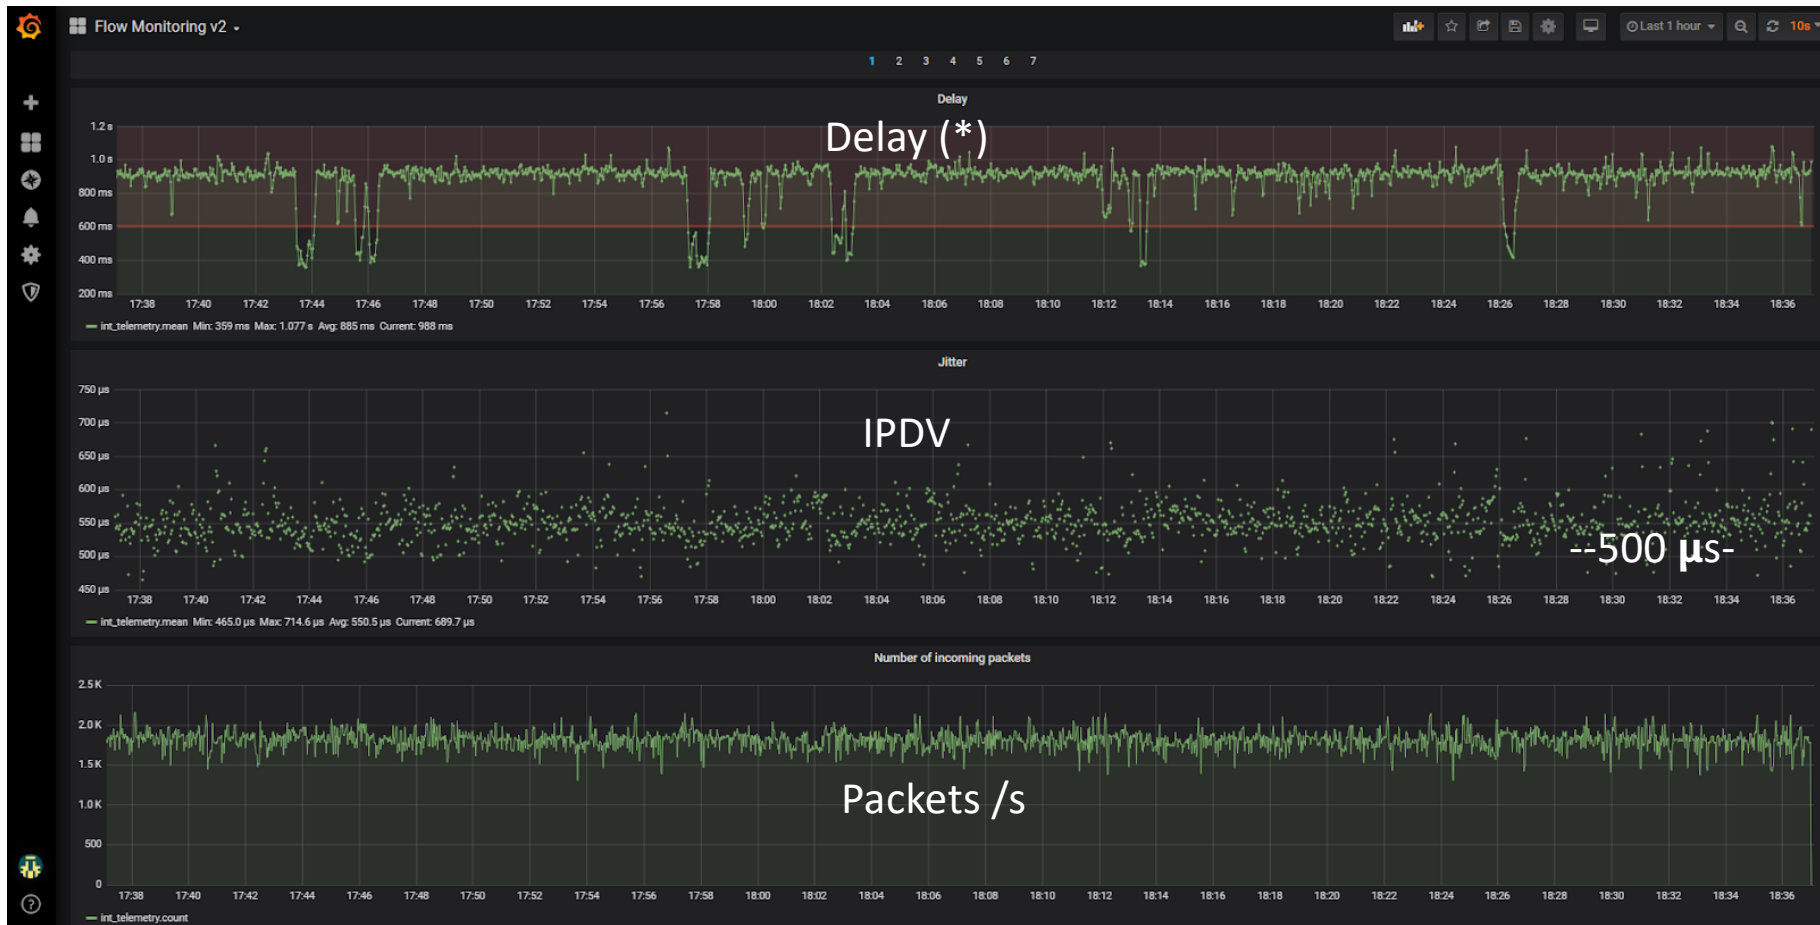 Flow Monitoring v2
Last 1 hour 10s
1 2 3 4 5 6 7
Delay
Delay (*)
1.2 s
1.0 s
800 ms
600 ms
400 ms
200 ms
17:38 17:40 17:42 17:44 17:46 17:48 17:50 17:52 17:54 17:56 17:58 18:00 18:02 18:04 18:06 18:08 18:10 18:12 18:14 18:16 18:18 18:20 18:22 18:24 18:26 18:28 18:30 18:32 18:34 18:36
int_telemetry.mean Min: 359 ms Max: 1.077 s Avg: 885 ms Current: 988 ms
Jitter
750 µs
700 µs
IPDV
650 µs
600 µs
550 µs
--500 µs-
500 µs
450 µs
17:38 17:40 17:42 17:44 17:46 17:48 17:50 17:52 17:54 17:56 17:58 18:00 18:02 18:04 18:06 18:08 18:10 18:12 18:14 18:16 18:18 18:20 18:22 18:24 18:26 18:28 18:30 18:32 18:34 18:36
int_telemetry.mean Min: 465.0 µs Max: 714.6 µs Avg: 550.5 µs Current: 689.7 µs
Number of incoming packets
2.5 K
2.0 K
1.5 K
1.0 K
Packets /s
500
0
17:38 17:40 17:42 17:44 17:46 17:48 17:50 17:52 17:54 17:56 17:58 18:00 18:02 18:04 18:06 18:08 18:10 18:12 18:14 18:16 18:18 18:20 18:22 18:24 18:26 18:28 18:30 18:32 18:34 18:36
int_telemetry.count